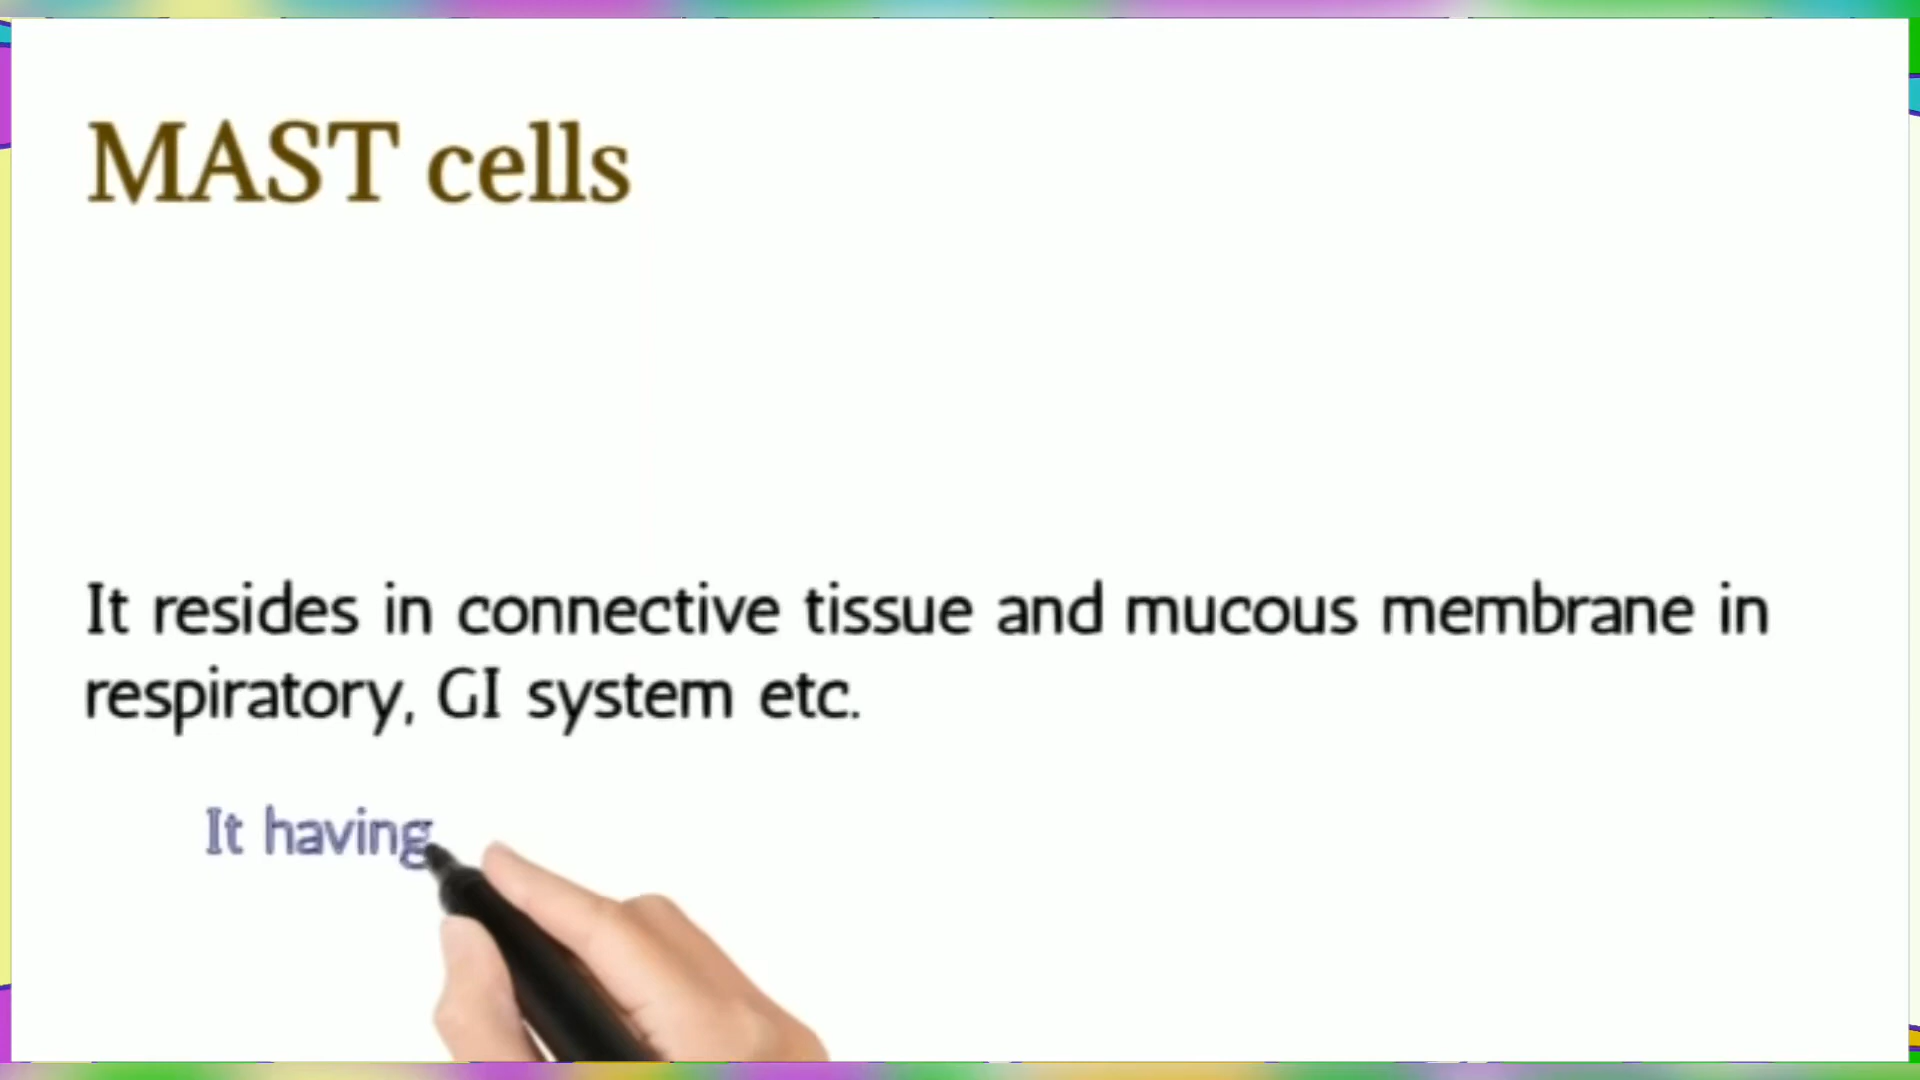 MAST cells
It resides in connective tissue and mucous membrane in
respiratory, GI system etc.
It having